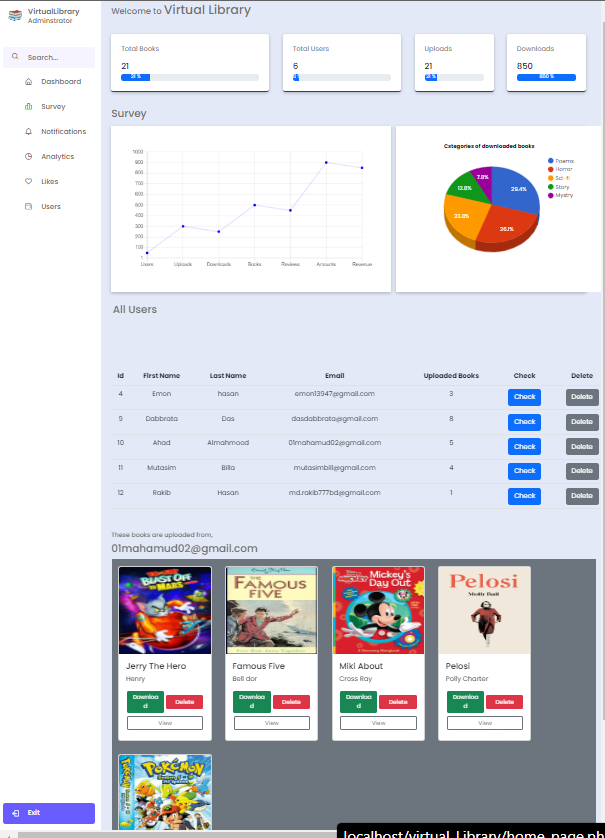 VirtualLibrary
Adminstrator
Search...
Dashboard
Survey
Notifications
Analytics
Likes
Users
Exit
Welcome to Virtual Library
Total Books
21
21 %
Total Users
6
Uploads
21
21 %
Downloads
850
850 %
Survey
1000
900
800
700
600
500
400
300
200
100
Users Uploads Downloads Books Reviews Amounts Revenue
Categories of downloaded books
Poems
Horror
Sci-fi
Story
Mystry
29.4%
26.1%
23.8%
12.8%
7.9%
All Users
Id First Name Last Name Email Uploaded Books Check Delete
4 Emon hasan emon13947@gmail.com 3 Check Delete
9 Dabbrata Das dasdabbrata@gmail.com 8 Check Delete
10 Ahad Almahmood 01mahamud02@gmail.com 5 Check Delete
11 Mutasim Billa mutasimbill@gmail.com 4 Check Delete
12 Rakib Hasan md.rakib777bd@gmail.com 1 Check Delete
These books are uploaded from,
01mahamud02@gmail.com
BLAST OFF
TO MARS
Jerry The Hero
Henry
Download Delete
View
THE
FAMOUS
FIVE
Famous Five
Bell dor
Download Delete
View
Mickey's
Day Out
Miki About
Cross Ray
Download Delete
View
Pelosi
Molly Ball
Pelosi
Polly Charter
Download Delete
View
POKÉMON
localhost/virtual_Library/home_page.ph